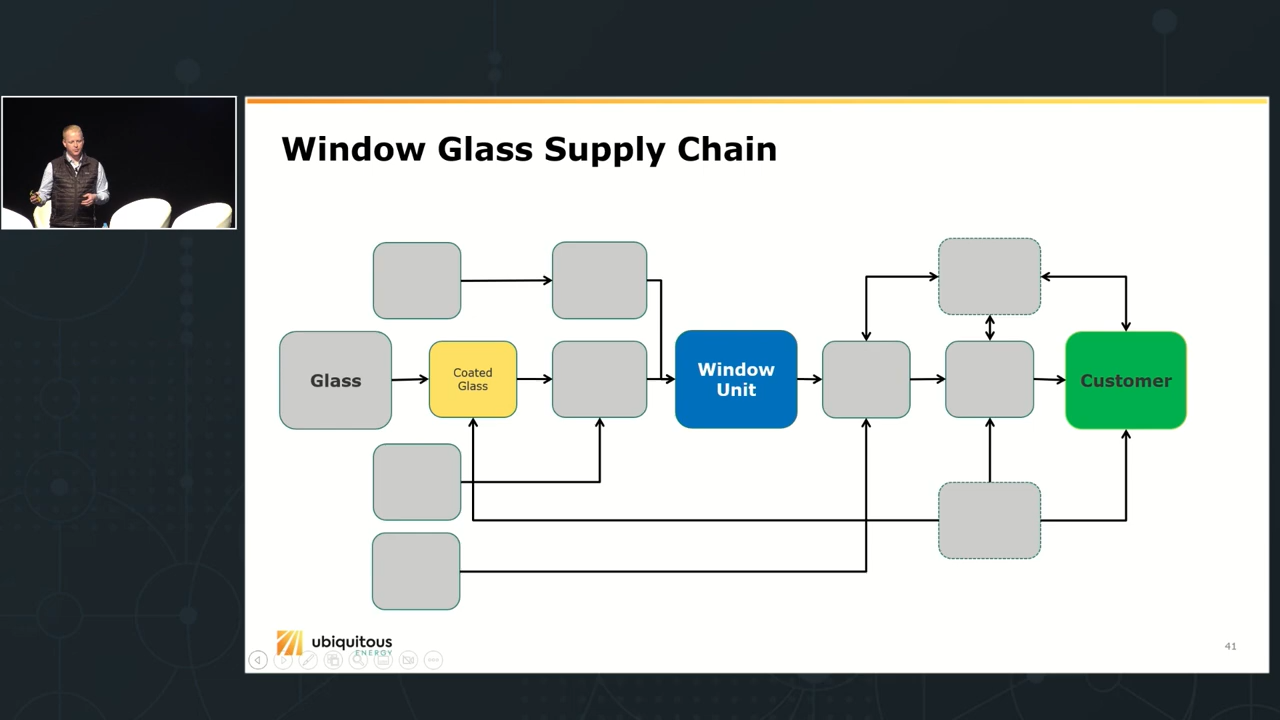 Window Glass Supply Chain
Glass
Coated
Glass
Window
Unit
Customer
ubiquitous
ENERGY
41